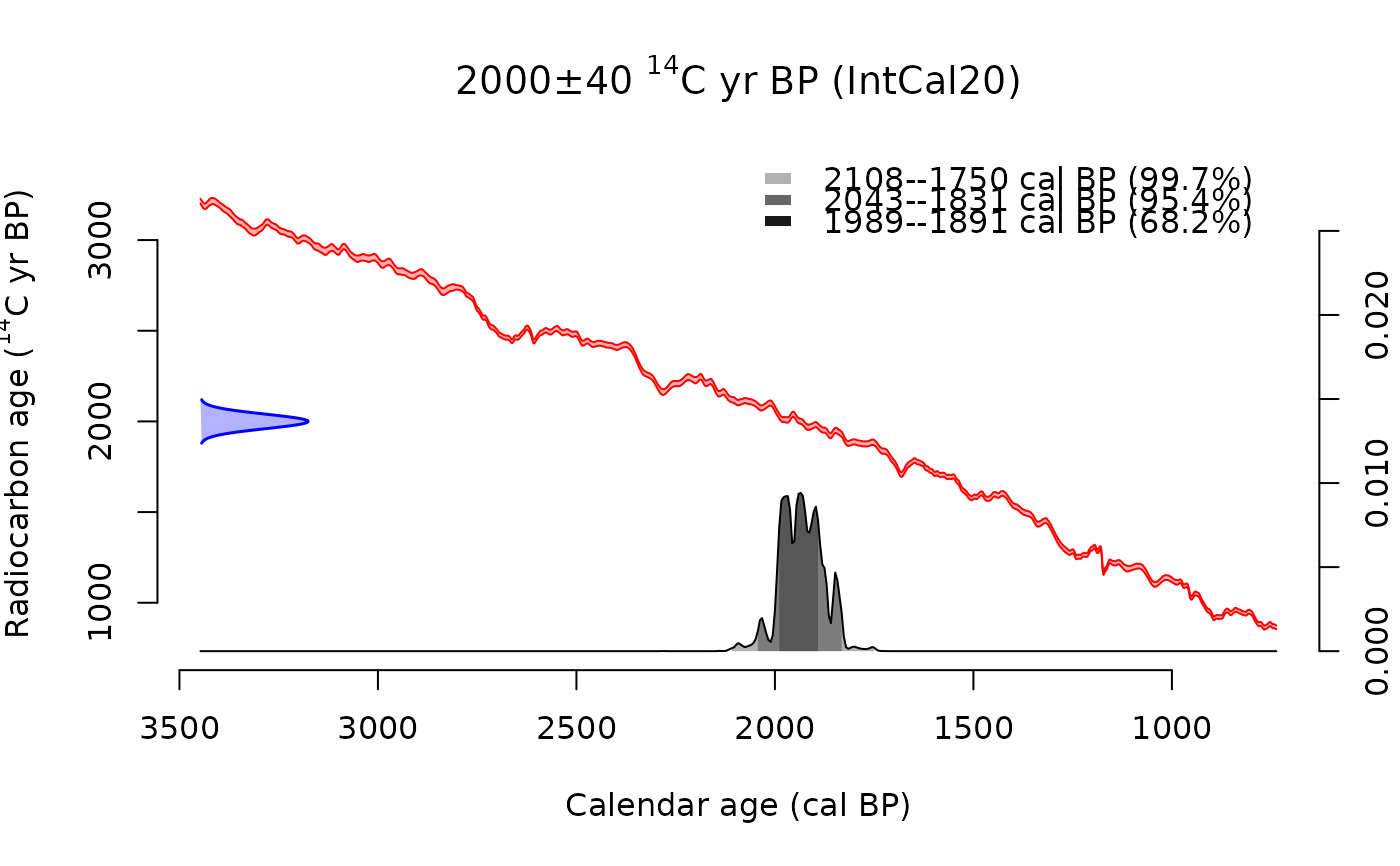 2000±40 ¹⁴C yr BP (IntCal20)
2108--1750 cal BP (99.7%)
2043--1831 cal BP (95.4%)
1989--1891 cal BP (68.2%)
Radiocarbon age (¹⁴C yr BP)
3000
2000
1000
0.020
0.010
0.000
3500 3000 2500 2000 1500 1000
Calendar age (cal BP)